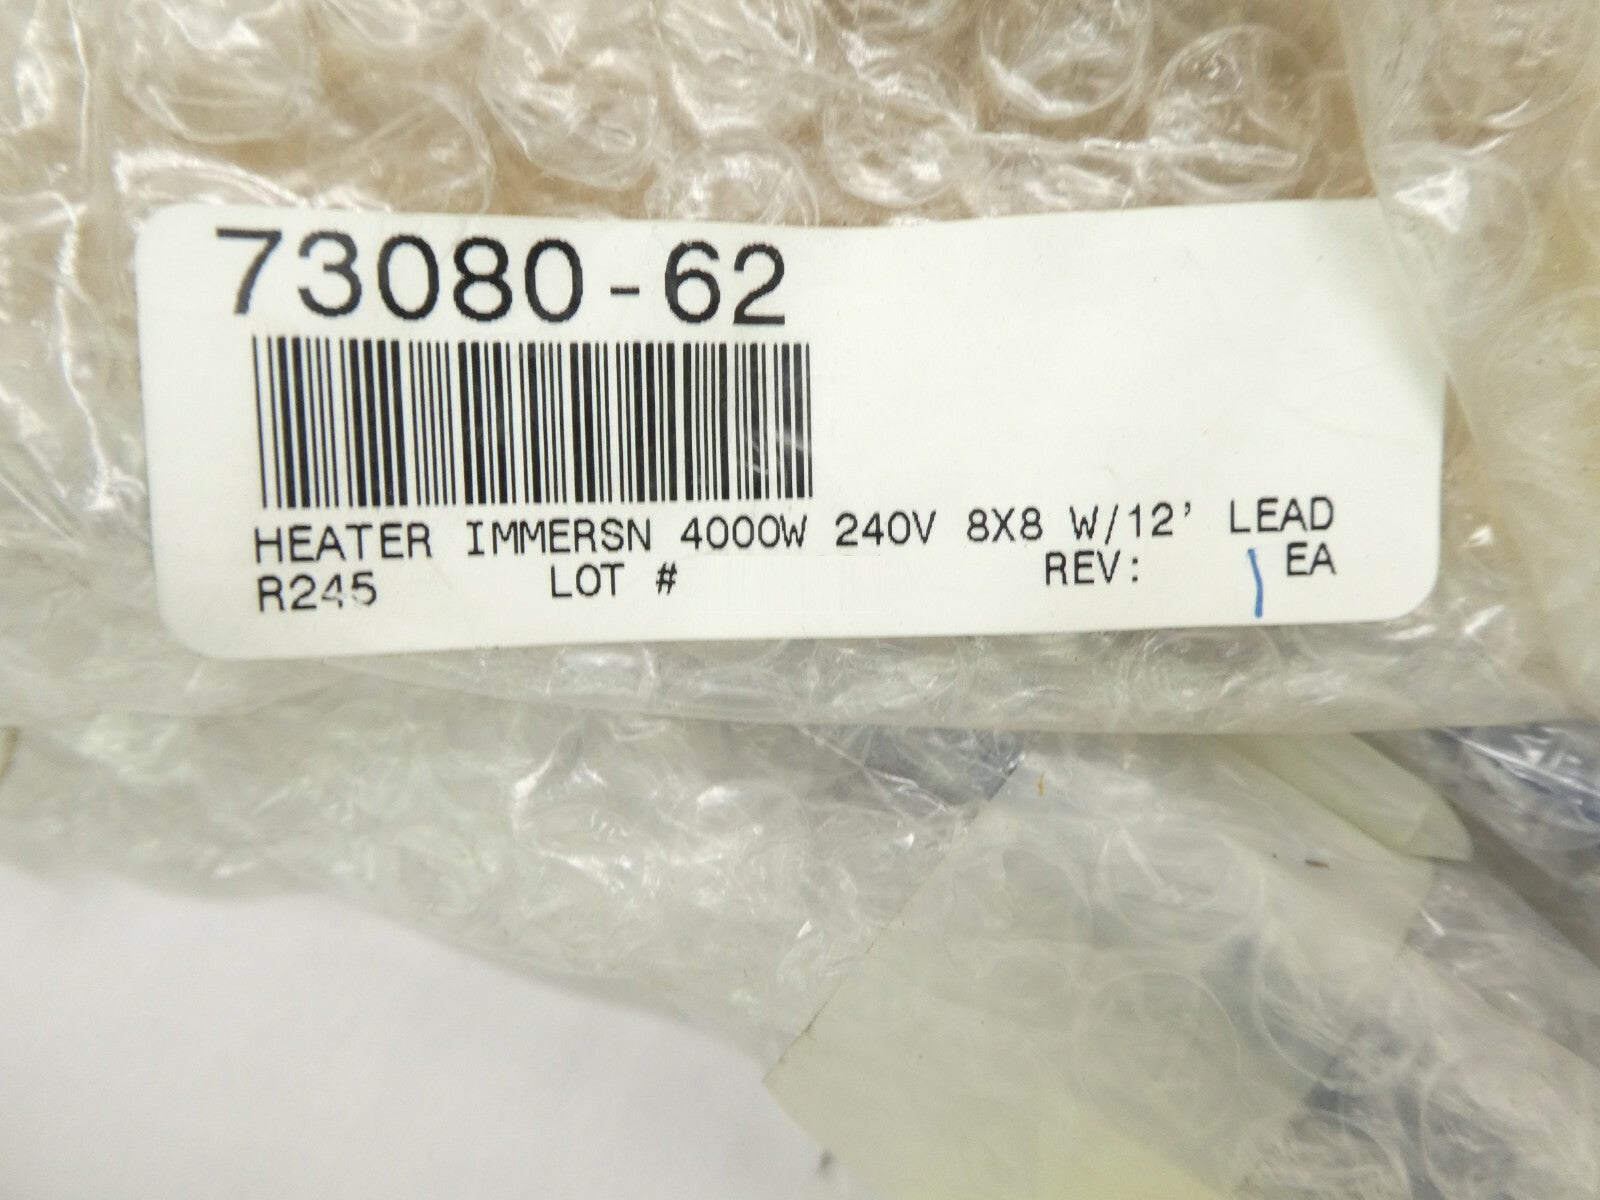 73080-62
HEATER IMMERSN 4000W 240V 8X8 W/12' LEAD
R245 LOT # REV: 1 EA